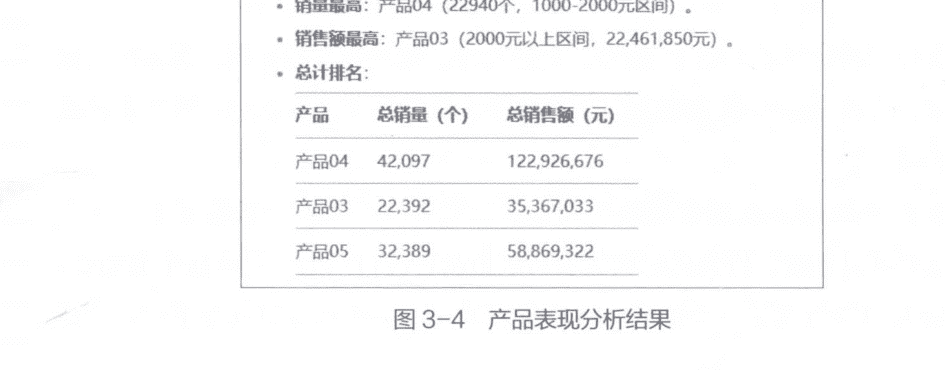 • 销量最高：产品04（22940个，1000-2000元区间）。
• 销售额最高：产品03（2000元以上区间，22,461,850元）。
• 总计排名：
产品 总销量（个） 总销售额（元）
产品04 42,097 122,926,676
产品03 22,392 35,367,033
产品05 32,389 58,869,322
图 3-4 产品表现分析结果